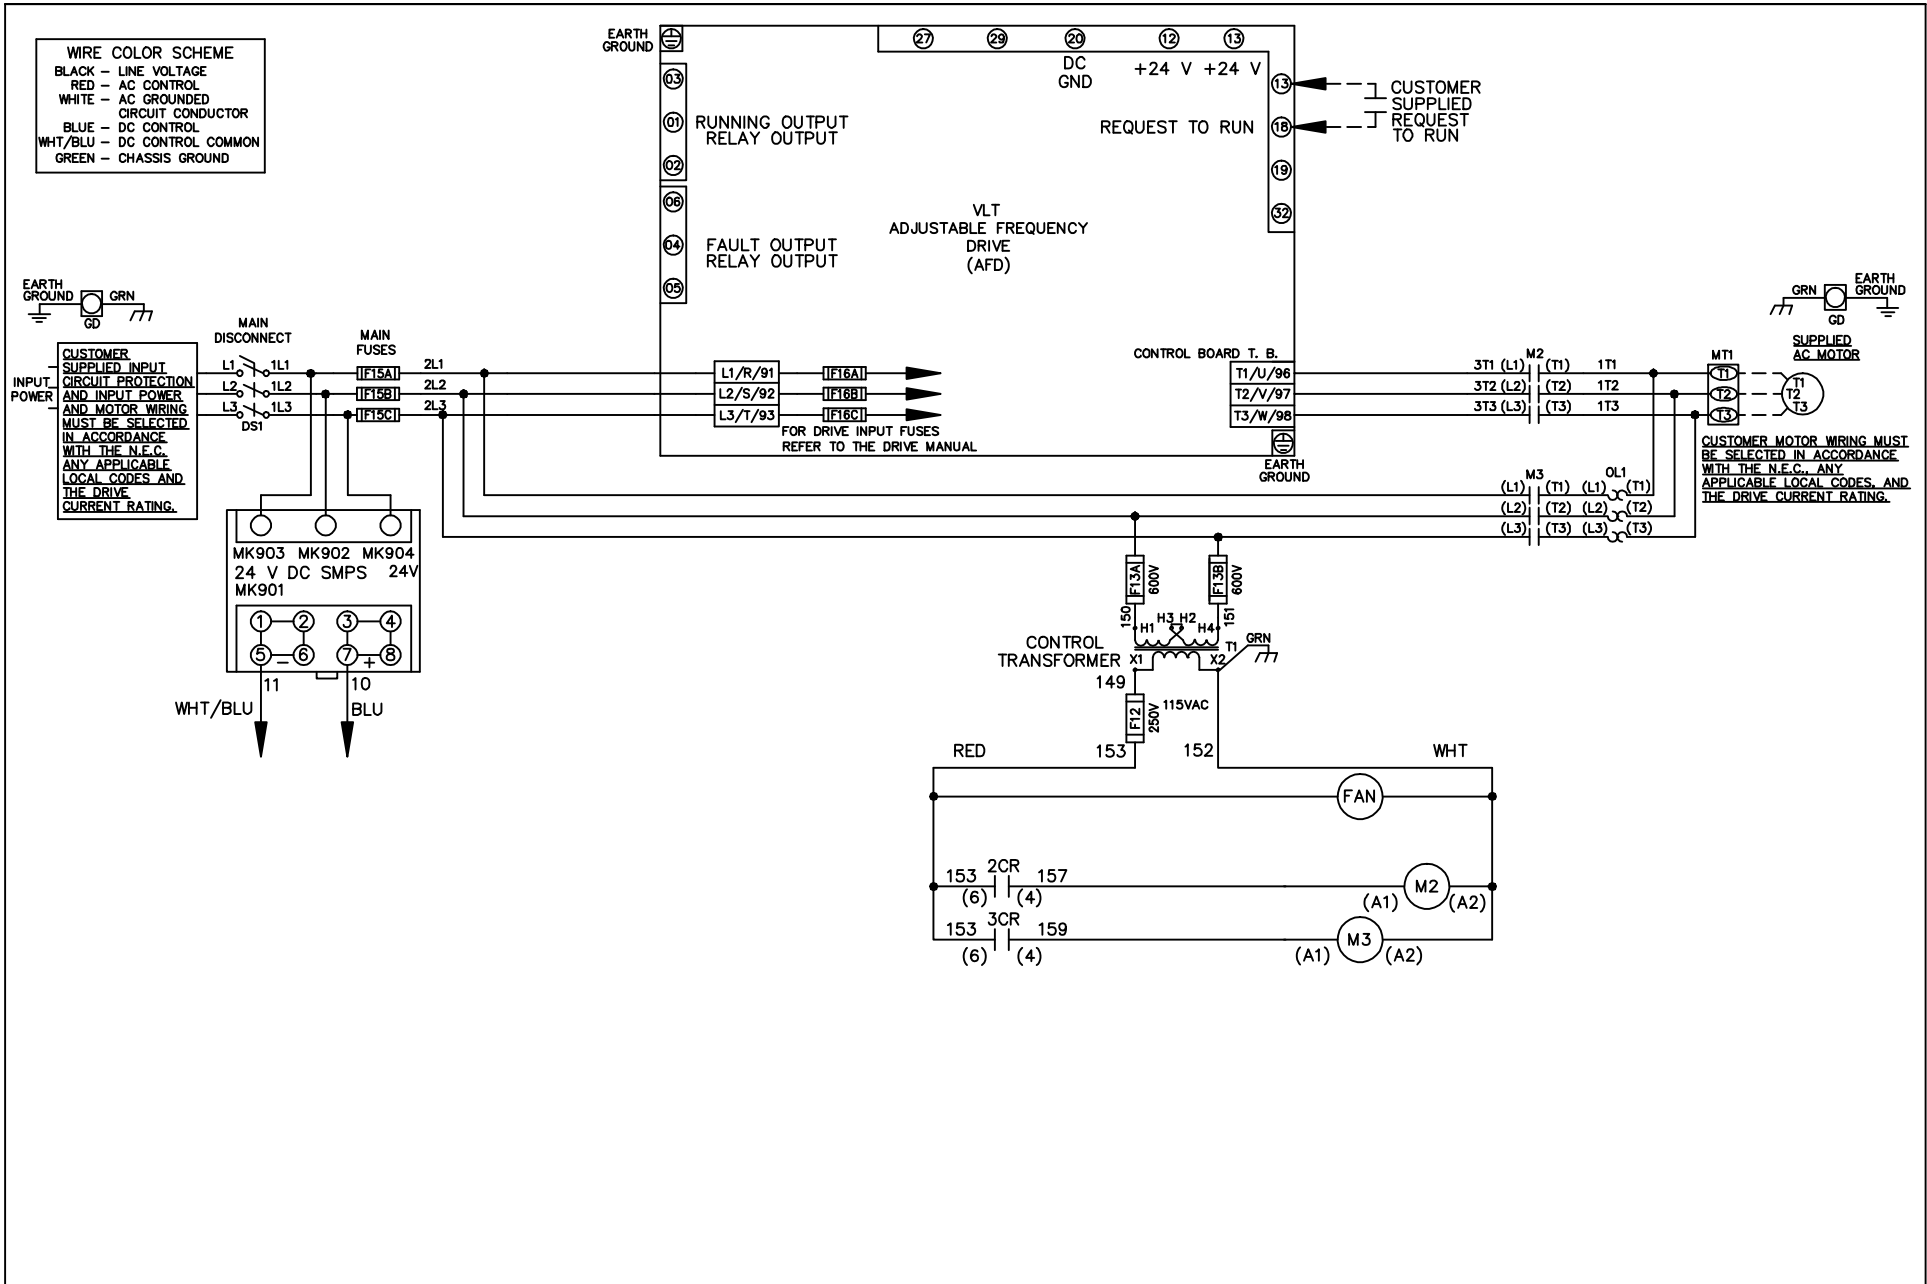 WIRE COLOR SCHEME
BLACK – LINE VOLTAGE
RED – AC CONTROL
WHITE – AC GROUNDED
CIRCUIT CONDUCTOR
BLUE – DC CONTROL
WHT/BLU – DC CONTROL COMMON
GREEN – CHASSIS GROUND
EARTH
GROUND
03
01
02
RUNNING OUTPUT
RELAY OUTPUT
06
04
05
FAULT OUTPUT
RELAY OUTPUT
27 29 20 12 13
DC
GND
+24 V +24 V
13
REQUEST TO RUN 18
19
32
CUSTOMER
SUPPLIED
REQUEST
TO RUN
VLT
ADJUSTABLE FREQUENCY
DRIVE
(AFD)
EARTH
GROUND
GRN
GD
INPUT
POWER
CUSTOMER
SUPPLIED INPUT
CIRCUIT PROTECTION
AND INPUT POWER
AND MOTOR WIRING
MUST BE SELECTED
IN ACCORDANCE
WITH THE N.E.C.
ANY APPLICABLE
LOCAL CODES AND
THE DRIVE
CURRENT RATING.
MAIN
DISCONNECT
L1 1L1
L2 1L2
L3 1L3
DS1
MAIN
FUSES
F15A 2L1
F15B 2L2
F15C 2L3
L1/R/91 F16A
L2/S/92 F16B
L3/T/93 F16C
FOR DRIVE INPUT FUSES
REFER TO THE DRIVE MANUAL
CONTROL BOARD T. B.
T1/U/96
T2/V/97
T3/W/98
EARTH
GROUND
M2
3T1 (L1) (T1) 1T1
3T2 (L2) (T2) 1T2
3T3 (L3) (T3) 1T3
MT1
T1
T2
T3
GRN
GD
EARTH
GROUND
SUPPLIED
AC MOTOR
T1
T2
T3
CUSTOMER MOTOR WIRING MUST
BE SELECTED IN ACCORDANCE
WITH THE N.E.C., ANY
APPLICABLE LOCAL CODES, AND
THE DRIVE CURRENT RATING.
M3 OL1
(L1) (T1) (L1) (T1)
(L2) (T2) (L2) (T2)
(L3) (T3) (L3) (T3)
MK903 MK902 MK904
24 V DC SMPS 24V
MK901
1 2 3 4
5 – 6 7 + 8
11 10
WHT/BLU BLU
F13A 600V
F13B 600V
150 151
H1 H3 H2 H4
CONTROL
TRANSFORMER
X1 X2 T1 GRN
149
F12 250V 115VAC
RED 153 152 WHT
FAN
2CR
153 157
(6) (4)
(A1) M2 (A2)
3CR
153 159
(6) (4)
(A1) M3 (A2)